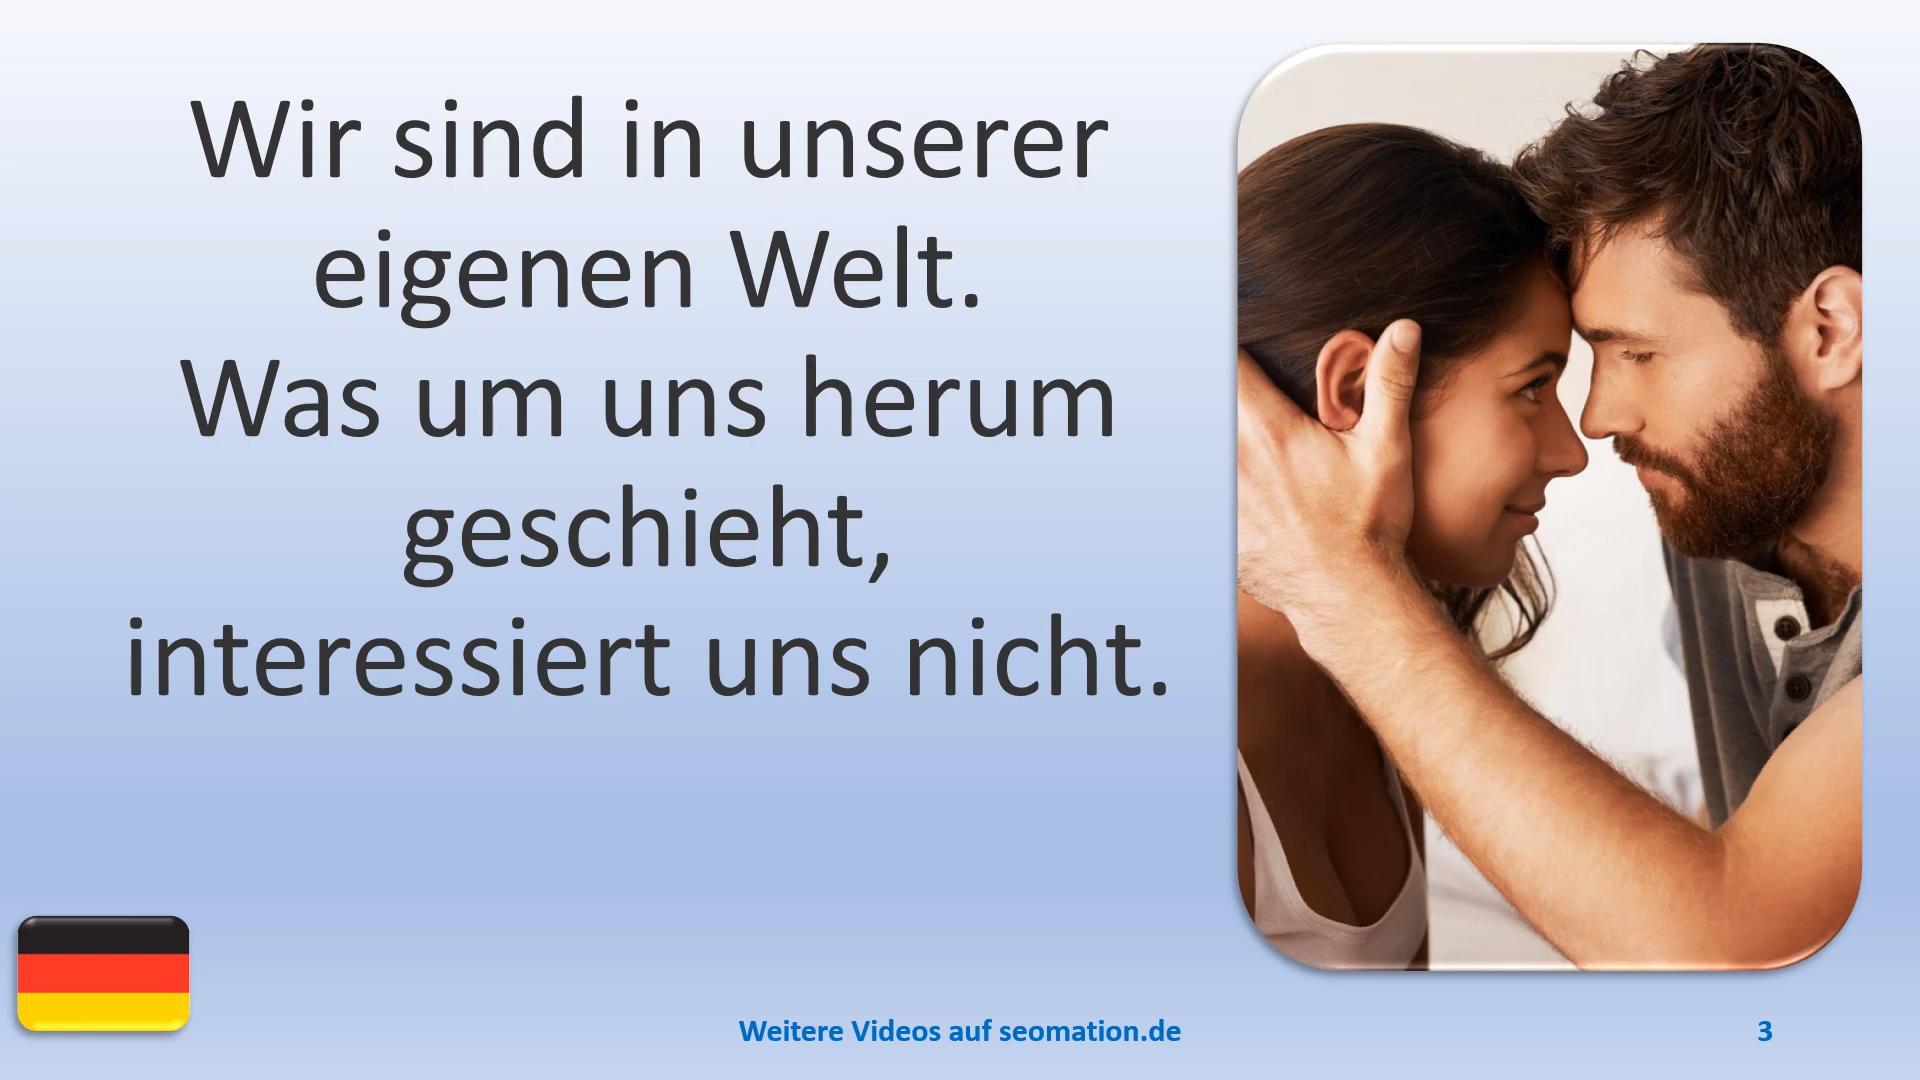 Wir sind in unserer
eigenen Welt.
Was um uns herum
geschieht,
interessiert uns nicht.
Weitere Videos auf seomation.de
3